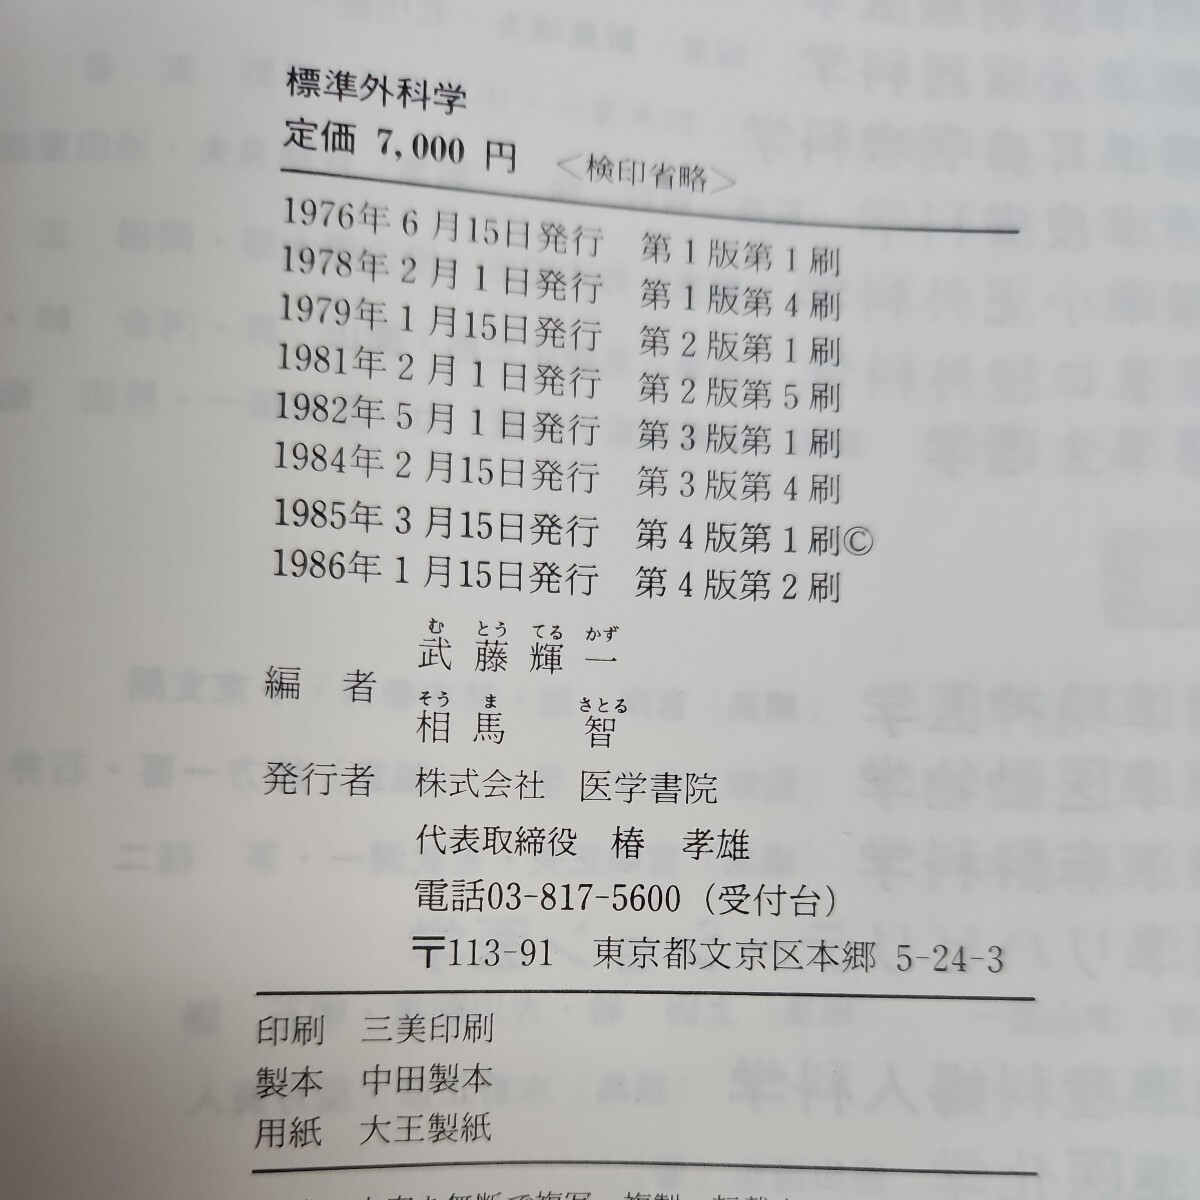 標準外科学
定価 7,000 円 ＜検印省略＞
1976年 6 月15日発行 第 1 版第 1 刷
1978年 2 月 1 日発行 第 1 版第 4 刷
1979年 1 月15日発行 第 2 版第 1 刷
1981年 2 月 1 日発行 第 2 版第 5 刷
1982年 5 月 1 日発行 第 3 版第 1 刷
1984年 2 月15日発行 第 3 版第 4 刷
1985年 3 月15日発行 第 4 版第 1 刷©
1986年 1 月15日発行 第 4 版第 2 刷
む とう てる かず
編 者 武 藤 輝 一
そう ま さとる
相 馬 智
発行者 株式会社 医学書院
代表取締役 椿 孝雄
電話03-817-5600（受付台）
〒113-91 東京都文京区本郷 5-24-3
印刷 三美印刷
製本 中田製本
用紙 大王製紙